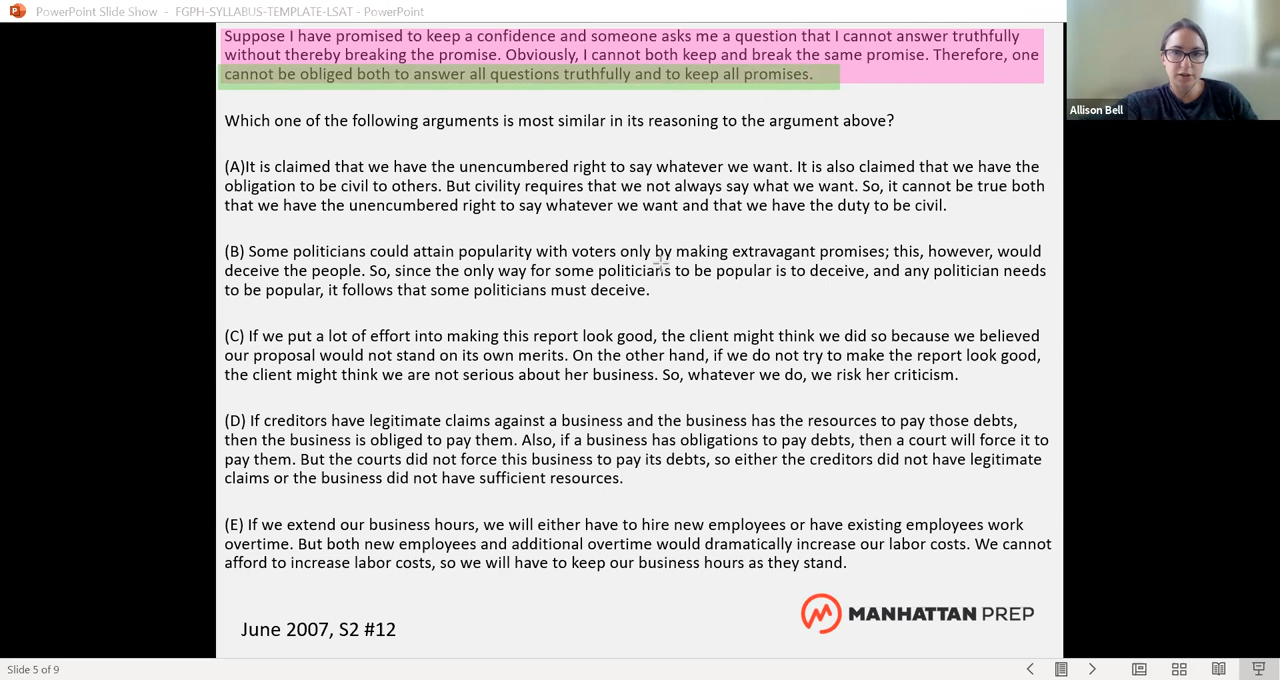 PowerPoint Slide Show - FGPH-SYLLABUS-TEMPLATE-LSAT - PowerPoint
Suppose I have promised to keep a confidence and someone asks me a question that I cannot answer truthfully
without thereby breaking the promise. Obviously, I cannot both keep and break the same promise. Therefore, one
cannot be obliged both to answer all questions truthfully and to keep all promises.
Allison Bell
Which one of the following arguments is most similar in its reasoning to the argument above?
(A)It is claimed that we have the unencumbered right to say whatever we want. It is also claimed that we have the
obligation to be civil to others. But civility requires that we not always say what we want. So, it cannot be true both
that we have the unencumbered right to say whatever we want and that we have the duty to be civil.
(B) Some politicians could attain popularity with voters only by making extravagant promises; this, however, would
deceive the people. So, since the only way for some politicians to be popular is to deceive, and any politician needs
to be popular, it follows that some politicians must deceive.
(C) If we put a lot of effort into making this report look good, the client might think we did so because we believed
our proposal would not stand on its own merits. On the other hand, if we do not try to make the report look good,
the client might think we are not serious about her business. So, whatever we do, we risk her criticism.
(D) If creditors have legitimate claims against a business and the business has the resources to pay those debts,
then the business is obliged to pay them. Also, if a business has obligations to pay debts, then a court will force it to
pay them. But the courts did not force this business to pay its debts, so either the creditors did not have legitimate
claims or the business did not have sufficient resources.
(E) If we extend our business hours, we will either have to hire new employees or have existing employees work
overtime. But both new employees and additional overtime would dramatically increase our labor costs. We cannot
afford to increase labor costs, so we will have to keep our business hours as they stand.
MANHATTAN PREP
June 2007, S2 #12
Slide 5 of 9